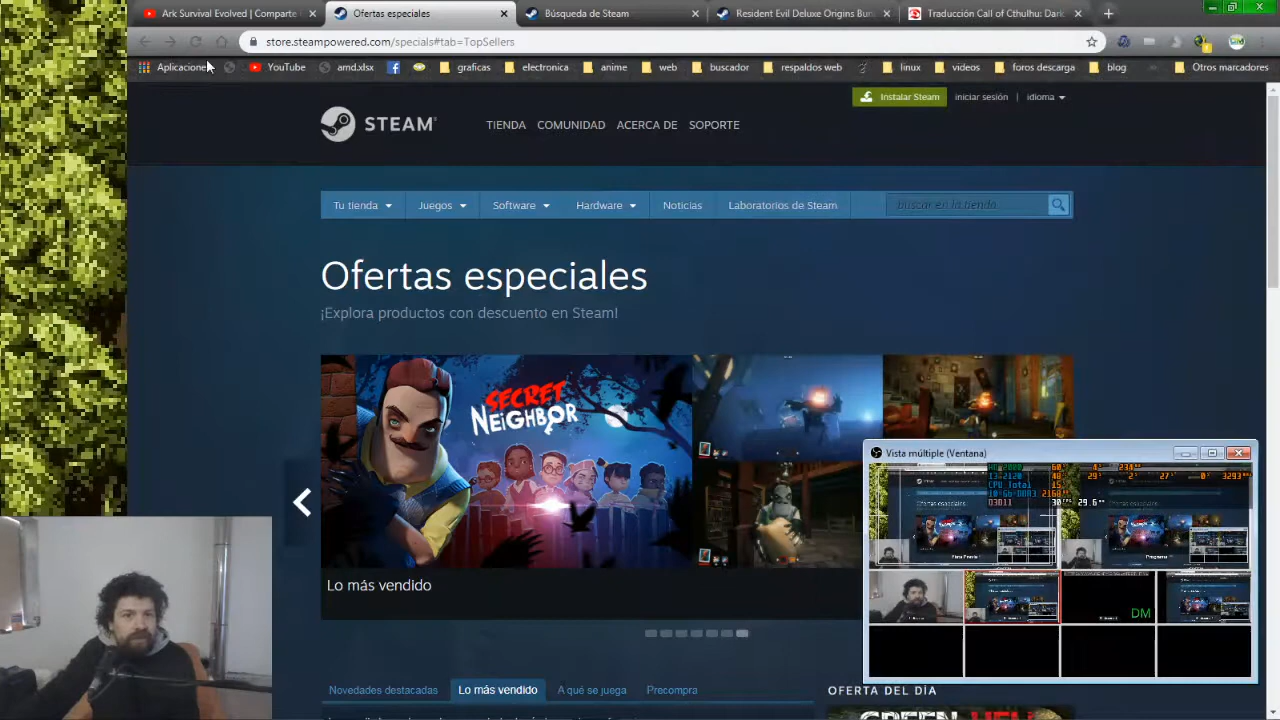 Ark Survival Evolved | Comparte
Ofertas especiales
Búsqueda de Steam
Resident Evil Deluxe Origins Bun
Traducción Call of Cthulhu: Dark
store.steampowered.com/specials#tab=TopSellers
Aplicaciones
YouTube
amd.xlsx
graficas
electronica
anime
web
buscador
respaldos web
linux
videos
foros descarga
blog
Otros marcadores
Instalar Steam
iniciar sesión
idioma
STEAM
TIENDA
COMUNIDAD
ACERCA DE
SOPORTE
Tu tienda
Juegos
Software
Hardware
Noticias
Laboratorios de Steam
buscar en la tienda
Ofertas especiales
¡Explora productos con descuento en Steam!
SECRET
NEIGHBOR
Lo más vendido
Vista múltiple (Ventana)
CPU Total
DM
Novedades destacadas
Lo más vendido
A qué se juega
Precompra
OFERTA DEL DÍA